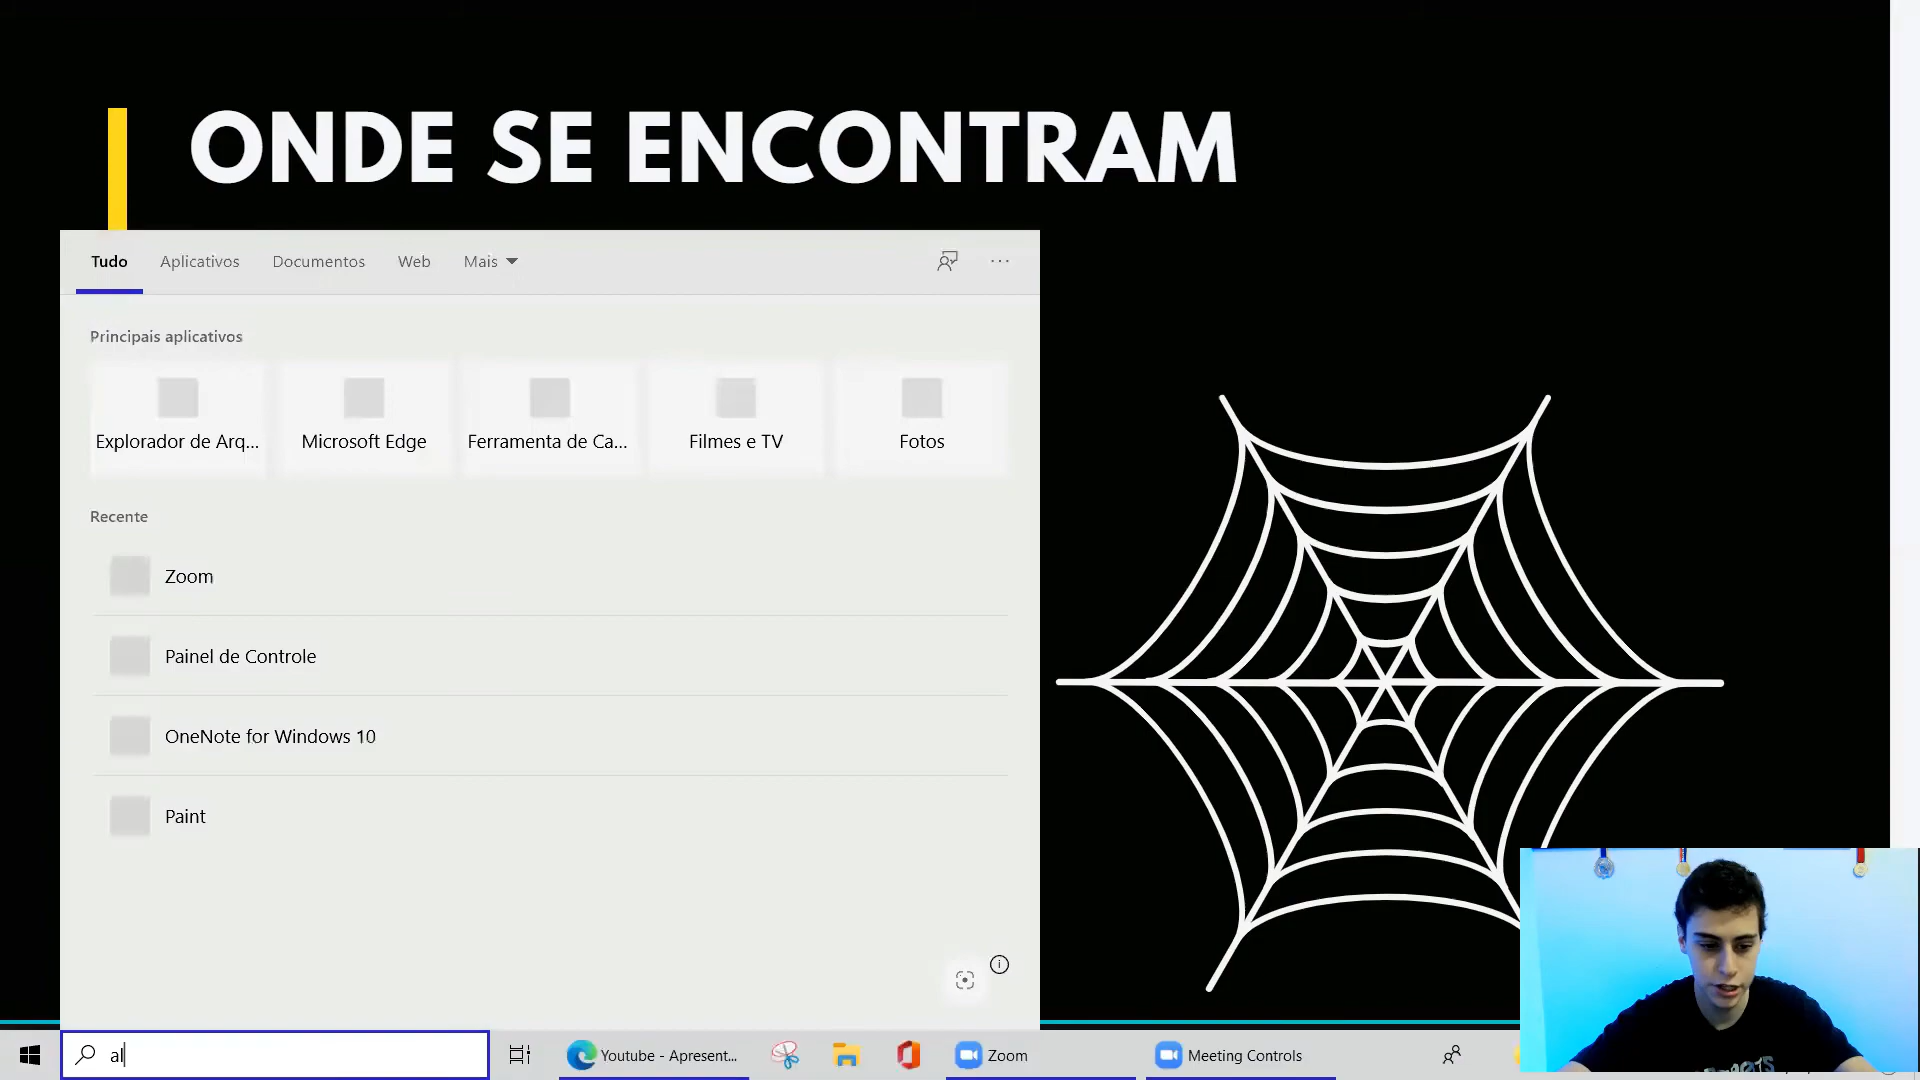 ONDE SE ENCONTRAM
Tudo Aplicativos Documentos Web Mais
Principais aplicativos
Explorador de Arq... Microsoft Edge Ferramenta de Ca... Filmes e TV Fotos
Recente
Zoom
Painel de Controle
OneNote for Windows 10
Paint
al
Youtube - Apresent... Zoom Meeting Controls